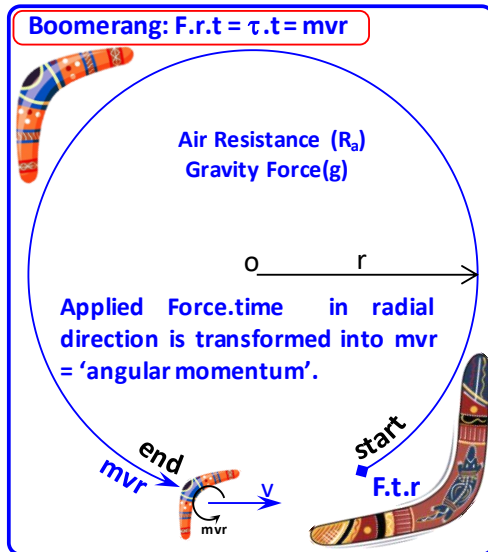 Boomerang: F.r.t = τ.t = mvr
Air Resistance (Rₐ)
Gravity Force(g)
o
r
Applied Force.time in radial
direction is transformed into mvr
= ‘angular momentum’.
end
mvr
mvr
v
start
F.t.r